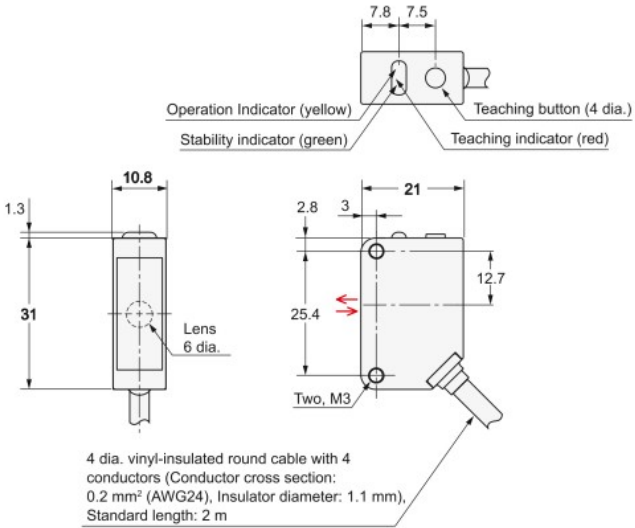 7.8
7.5
Operation Indicator (yellow)
Teaching button (4 dia.)
Stability indicator (green)
Teaching indicator (red)
10.8
21
1.3
2.8
3
31
25.4
12.7
Lens
6 dia.
Two, M3
4 dia. vinyl-insulated round cable with 4
conductors (Conductor cross section:
0.2 mm² (AWG24), Insulator diameter: 1.1 mm),
Standard length: 2 m